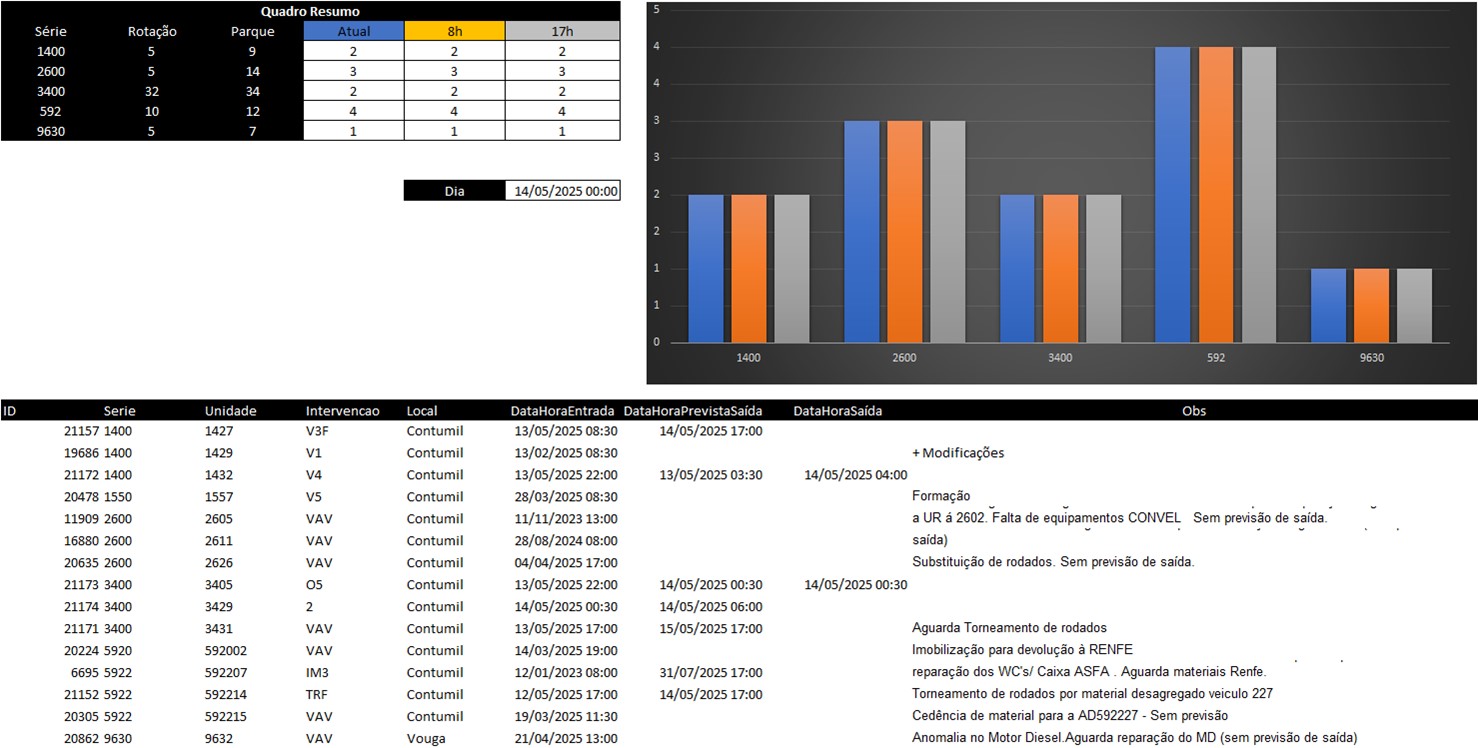 Quadro Resumo
Série Rotação Parque Atual 8h 17h
1400 5 9 2 2 2
2600 5 14 3 3 3
3400 32 34 2 2 2
592 10 12 4 4 4
9630 5 7 1 1 1
Dia 14/05/2025 00:00
5
4
4
3
3
2
2
1
1
0
1400 2600 3400 592 9630
ID Serie Unidade Intervencao Local DataHoraEntrada DataHoraPrevistaSaída DataHoraSaída Obs
21157 1400 1427 V3F Contumil 13/05/2025 08:30 14/05/2025 17:00
19686 1400 1429 V1 Contumil 13/02/2025 08:30 + Modificações
21172 1400 1432 V4 Contumil 13/05/2025 22:00 13/05/2025 03:30 14/05/2025 04:00
20478 1550 1557 V5 Contumil 28/03/2025 08:30 Formação
11909 2600 2605 VAV Contumil 11/11/2023 13:00 a UR á 2602. Falta de equipamentos CONVEL Sem previsão de saída.
16880 2600 2611 VAV Contumil 28/08/2024 08:00 saída)
20635 2600 2626 VAV Contumil 04/04/2025 17:00 Substituição de rodados. Sem previsão de saída.
21173 3400 3405 O5 Contumil 13/05/2025 22:00 14/05/2025 00:30 14/05/2025 00:30
21174 3400 3429 2 Contumil 14/05/2025 00:30 14/05/2025 06:00
21171 3400 3431 VAV Contumil 13/05/2025 17:00 15/05/2025 17:00 Aguarda Torneamento de rodados
20224 5920 592002 VAV Contumil 14/03/2025 19:00 Imobilização para devolução à RENFE
6695 5922 592207 IM3 Contumil 12/01/2023 08:00 31/07/2025 17:00 reparação dos WC's/ Caixa ASFA . Aguarda materiais Renfe.
21152 5922 592214 TRF Contumil 12/05/2025 17:00 14/05/2025 17:00 Torneamento de rodados por material desagregado veiculo 227
20305 5922 592215 VAV Contumil 19/03/2025 11:30 Cedência de material para a AD592227 - Sem previsão
20862 9630 9632 VAV Vouga 21/04/2025 13:00 Anomalia no Motor Diesel.Aguarda reparação do MD (sem previsão de saída)